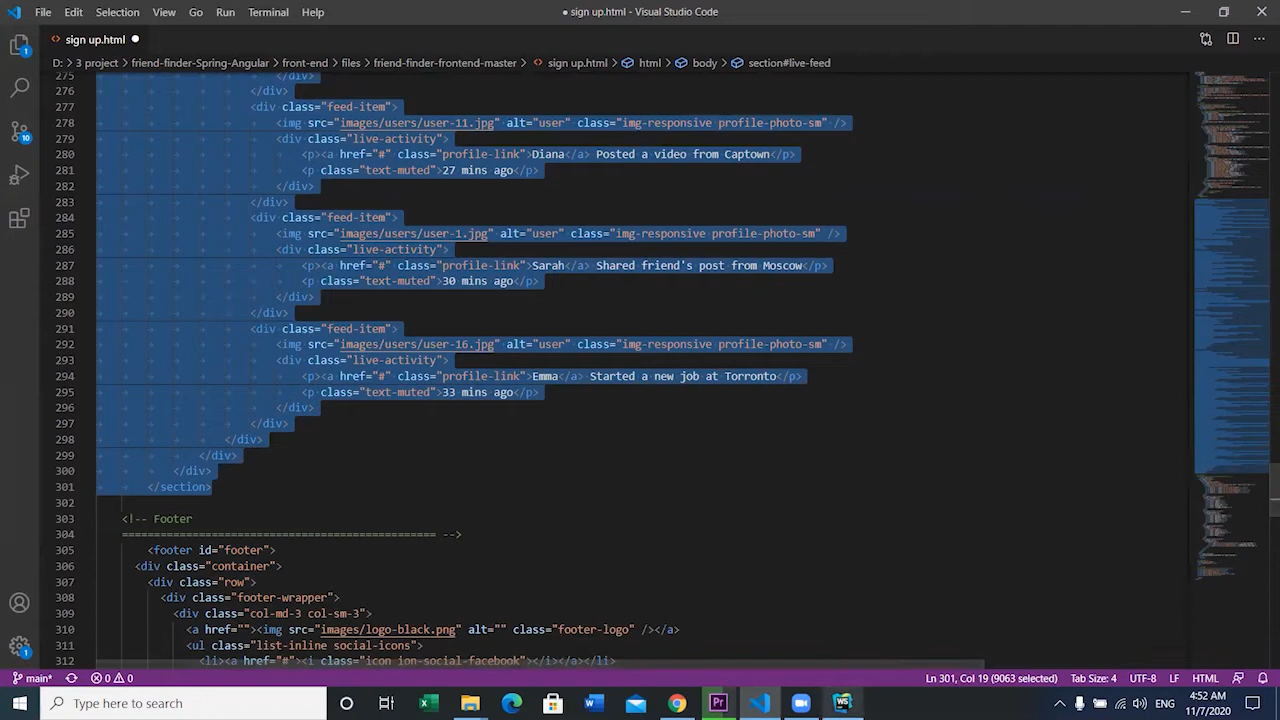 File Edit Selection View Go Run Terminal Help
● sign up.html - Visual Studio Code
<> sign up.html ●
D: > 3 project > friend-finder-Spring-Angular > front-end > files > friend-finder-frontend-master > <> sign up.html > html > body > section#live-feed
275 </div>
276 </div>
277 <div class="feed-item">
278 <img src="images/users/user-11.jpg" alt="user" class="img-responsive profile-photo-sm" />
279 <div class="live-activity">
280 <p><a href="#" class="profile-link">Diana</a> Posted a video from Captown</p>
281 <p class="text-muted">27 mins ago</p>
282 </div>
283 </div>
284 <div class="feed-item">
285 <img src="images/users/user-1.jpg" alt="user" class="img-responsive profile-photo-sm" />
286 <div class="live-activity">
287 <p><a href="#" class="profile-link">Sarah</a> Shared friend's post from Moscow</p>
288 <p class="text-muted">30 mins ago</p>
289 </div>
290 </div>
291 <div class="feed-item">
292 <img src="images/users/user-16.jpg" alt="user" class="img-responsive profile-photo-sm" />
293 <div class="live-activity">
294 <p><a href="#" class="profile-link">Emma</a> Started a new job at Torronto</p>
295 <p class="text-muted">33 mins ago</p>
296 </div>
297 </div>
298 </div>
299 </div>
300 </div>
301 </section>
302
303 <!-- Footer
304 ================================================= -->
305 <footer id="footer">
306 <div class="container">
307 <div class="row">
308 <div class="footer-wrapper">
309 <div class="col-md-3 col-sm-3">
310 <a href=""><img src="images/logo-black.png" alt="" class="footer-logo" /></a>
311 <ul class="list-inline social-icons">
312 <li><a href="#"><i class="icon ion-social-facebook"></i></a></li>
1
10
1
main* 0 0 Ln 301, Col 19 (9063 selected) Tab Size: 4 UTF-8 LF HTML
Type here to search
4:52 AM
11/7/2020